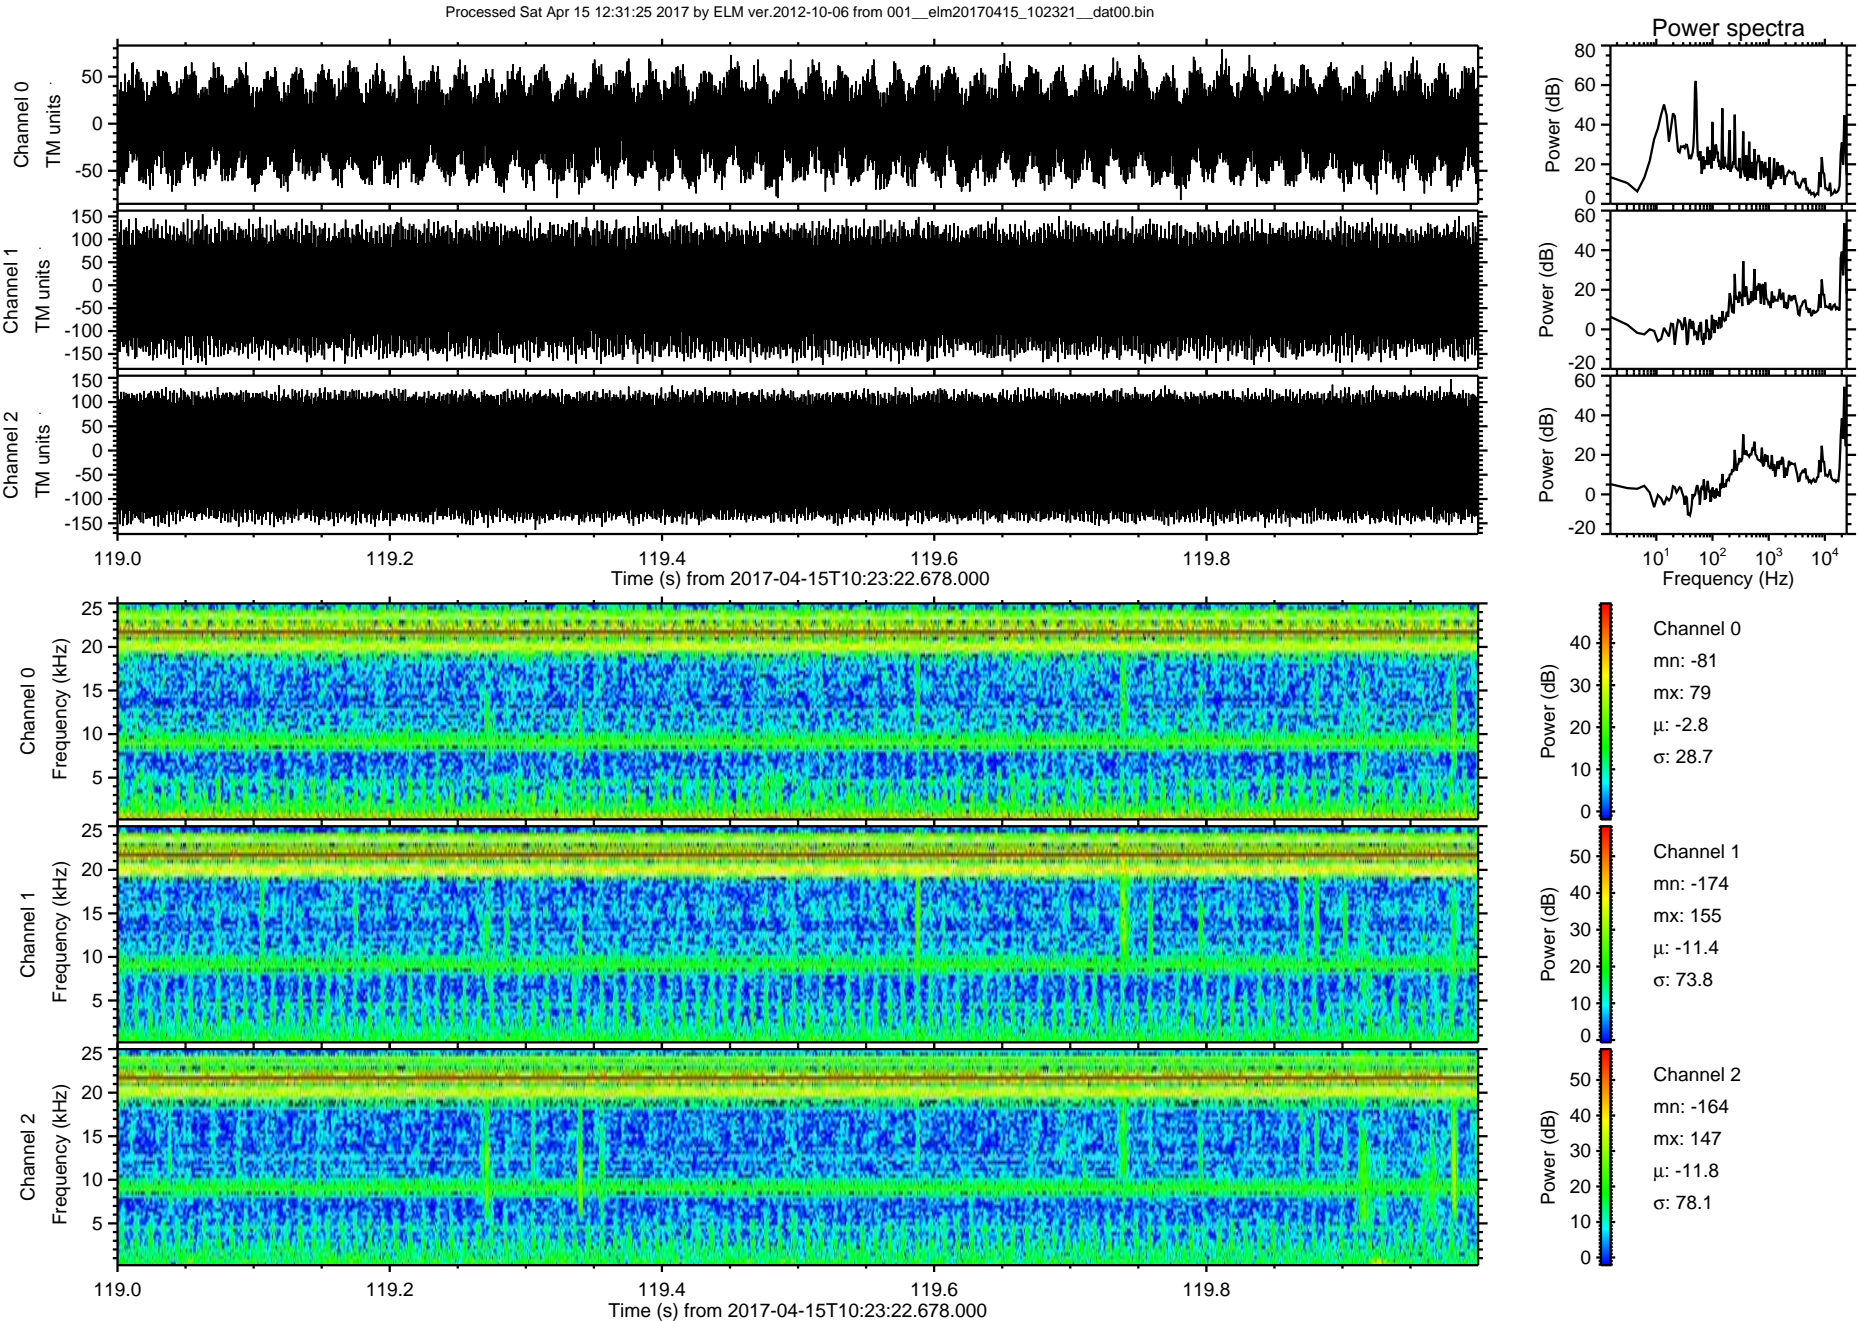 Processed Sat Apr 15 12:31:25 2017 by ELM ver.2012-10-06 from 001__elm20170415_102321__dat00.bin
Power spectra
Channel 0
TM units
50
0
-50
Power (dB)
80
60
40
20
0
Channel 1
TM units
150
100
50
0
-50
-100
-150
Power (dB)
60
40
20
0
-20
Channel 2
TM units
150
100
50
0
-50
-100
-150
Power (dB)
60
40
20
0
-20
119.0 119.2 119.4 119.6 119.8
Time (s) from 2017-04-15T10:23:22.678.000
10^1 10^2 10^3 10^4
Frequency (Hz)
Channel 0
Frequency (kHz)
25
20
15
10
5
Power (dB)
40
30
20
10
0
Channel 0
mn: -81
mx: 79
μ: -2.8
σ: 28.7
Channel 1
Frequency (kHz)
25
20
15
10
5
Power (dB)
50
40
30
20
10
0
Channel 1
mn: -174
mx: 155
μ: -11.4
σ: 73.8
Channel 2
Frequency (kHz)
25
20
15
10
5
Power (dB)
50
40
30
20
10
0
Channel 2
mn: -164
mx: 147
μ: -11.8
σ: 78.1
119.0 119.2 119.4 119.6 119.8
Time (s) from 2017-04-15T10:23:22.678.000